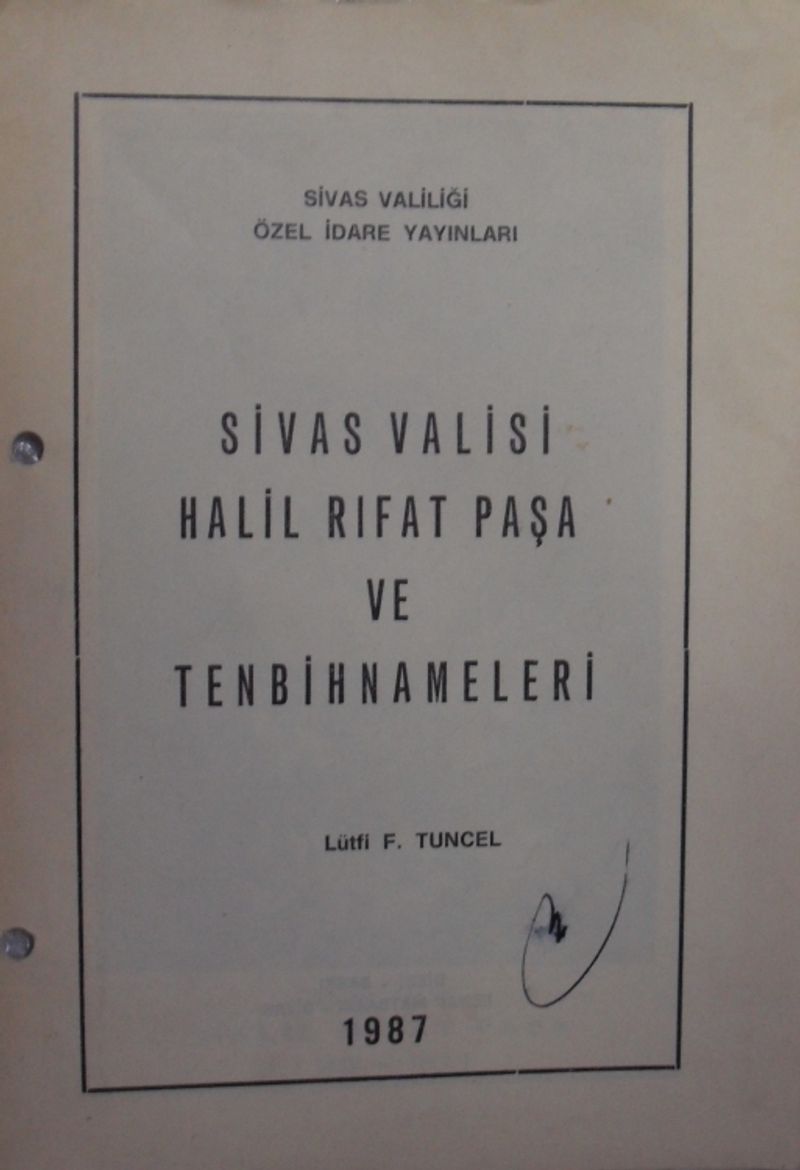 SİVAS VALİLİĞİ
ÖZEL İDARE YAYINLARI
SİVAS VALİSİ
HALİL RIFAT PAŞA
VE
TENBİHNAMELERİ
Lütfi F. TUNCEL
1987